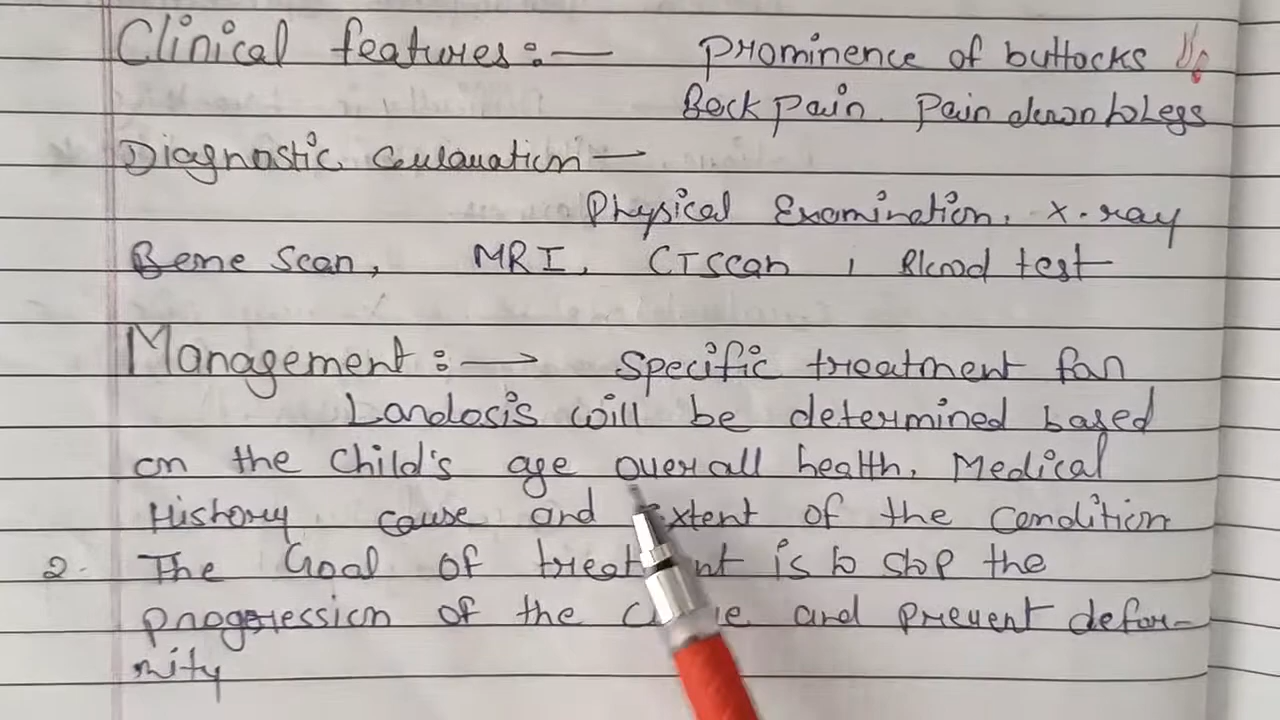 Clinical features:—
Prominence of buttocks
Back pain. Pain down to Legs
Diagnostic evaluation —
Physical Examination, X-ray
Bone Scan, MRI, CT scan, Blood test
Management :→ Specific treatment for
Lordosis will be determined based
on the child's age overall health, Medical
History cause and extent of the condition
2. The Goal of treatment is to stop the
progression of the and prevent defor-
mity